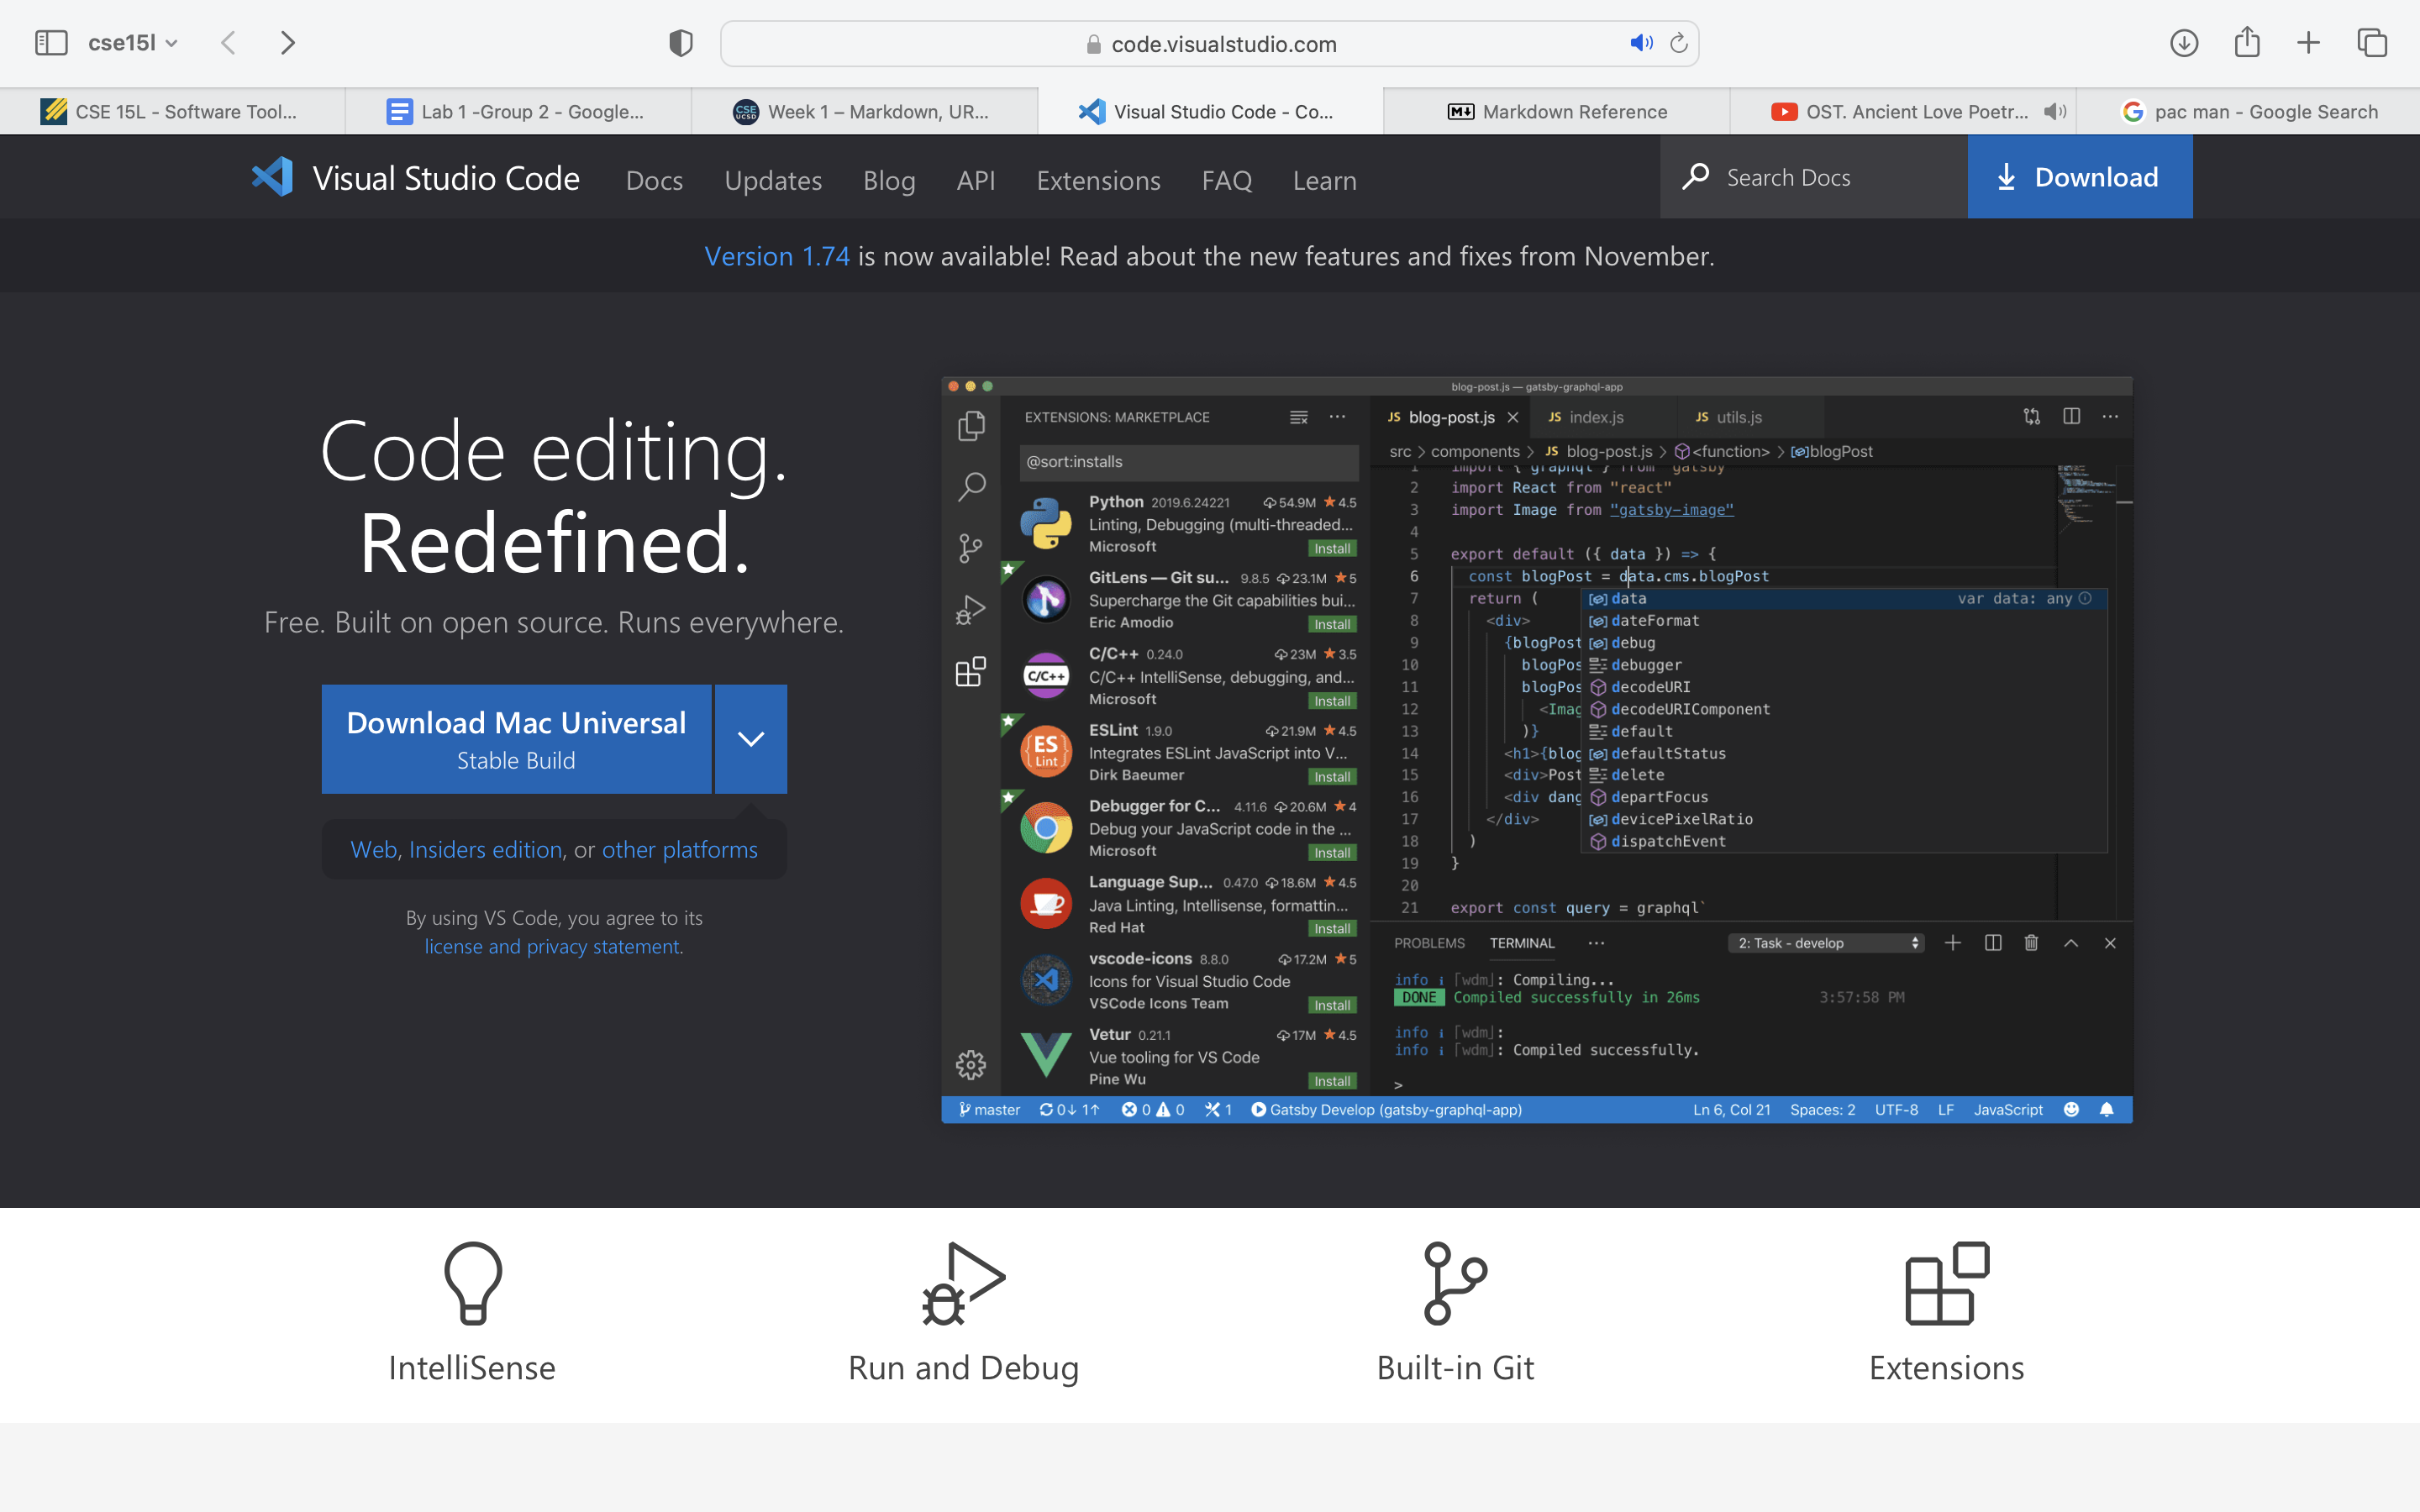 cse15l
code.visualstudio.com
CSE 15L - Software Tool...
Lab 1 -Group 2 - Google...
CSE UCSD
Week 1 – Markdown, UR...
Visual Studio Code - Co...
Markdown Reference
OST. Ancient Love Poetr...
pac man - Google Search
Visual Studio Code
Docs
Updates
Blog
API
Extensions
FAQ
Learn
Search Docs
Download
Version 1.74 is now available! Read about the new features and fixes from November.
Code editing.
Redefined.
Free. Built on open source. Runs everywhere.
Download Mac Universal
Stable Build
Web, Insiders edition, or other platforms
By using VS Code, you agree to its
license and privacy statement.
blog-post.js — gatsby-graphql-app
EXTENSIONS: MARKETPLACE
@sort:installs
Python 2019.6.24221 54.9M ★4.5
Linting, Debugging (multi-threaded...
Microsoft Install
GitLens — Git su... 9.8.5 23.1M ★5
Supercharge the Git capabilities bui...
Eric Amodio Install
C/C++
C/C++ 0.24.0 23M ★3.5
C/C++ IntelliSense, debugging, and...
Microsoft Install
ES Lint
ESLint 1.9.0 21.9M ★4.5
Integrates ESLint JavaScript into V...
Dirk Baeumer Install
Debugger for C... 4.11.6 20.6M ★4
Debug your JavaScript code in the ...
Microsoft Install
Language Sup... 0.47.0 18.6M ★4.5
Java Linting, Intellisense, formattin...
Red Hat Install
vscode-icons 8.8.0 17.2M ★5
Icons for Visual Studio Code
VSCode Icons Team Install
Vetur 0.21.1 17M ★4.5
Vue tooling for VS Code
Pine Wu Install
JS blog-post.js
JS index.js
JS utils.js
src > components > JS blog-post.js > <function> > blogPost
1 import { graphql } from "gatsby"
2 import React from "react"
3 import Image from "gatsby-image"
4
5 export default ({ data }) => {
6 const blogPost = data.cms.blogPost
7 return (
8 <div>
9 {blogPost
10 blogPos
11 blogPos
12 <Imag
13 )}
14 <h1>{blog
15 <div>Post
16 <div dang
17 </div>
18 )
19 }
20
21 export const query = graphql`
data var data: any
dateFormat
debug
debugger
decodeURI
decodeURIComponent
default
defaultStatus
delete
departFocus
devicePixelRatio
dispatchEvent
PROBLEMS TERMINAL ··· 2: Task - develop
info i ｢wdm｣: Compiling...
DONE Compiled successfully in 26ms 3:57:58 PM
info i ｢wdm｣:
info i ｢wdm｣: Compiled successfully.
>
master 0↓ 1↑ 0 0 1 Gatsby Develop (gatsby-graphql-app) Ln 6, Col 21 Spaces: 2 UTF-8 LF JavaScript
IntelliSense
Run and Debug
Built-in Git
Extensions